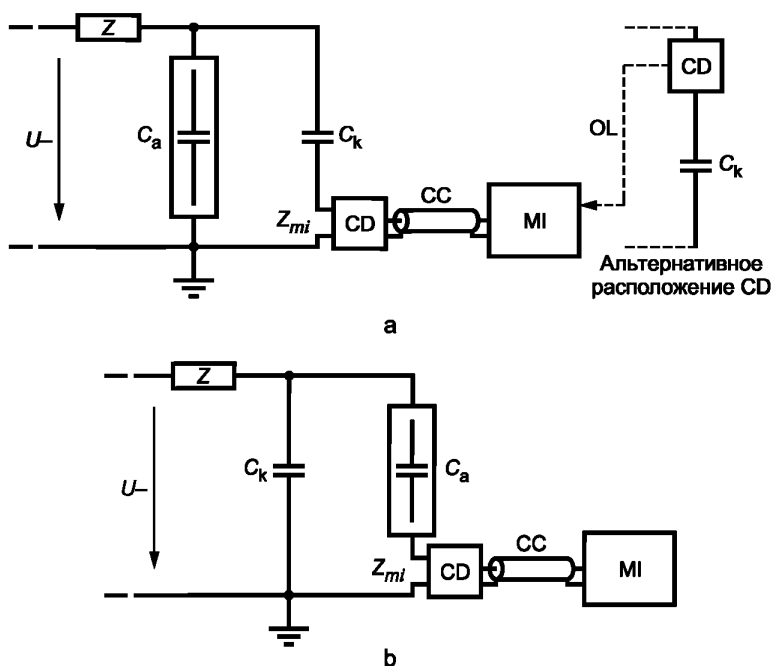 Z
CD
U–
Ca
Ck
OL
Ck
CC
Zmi
CD
MI
Альтернативное
расположение CD
a
Z
U–
Ck
Ca
CC
Zmi
CD
MI
b